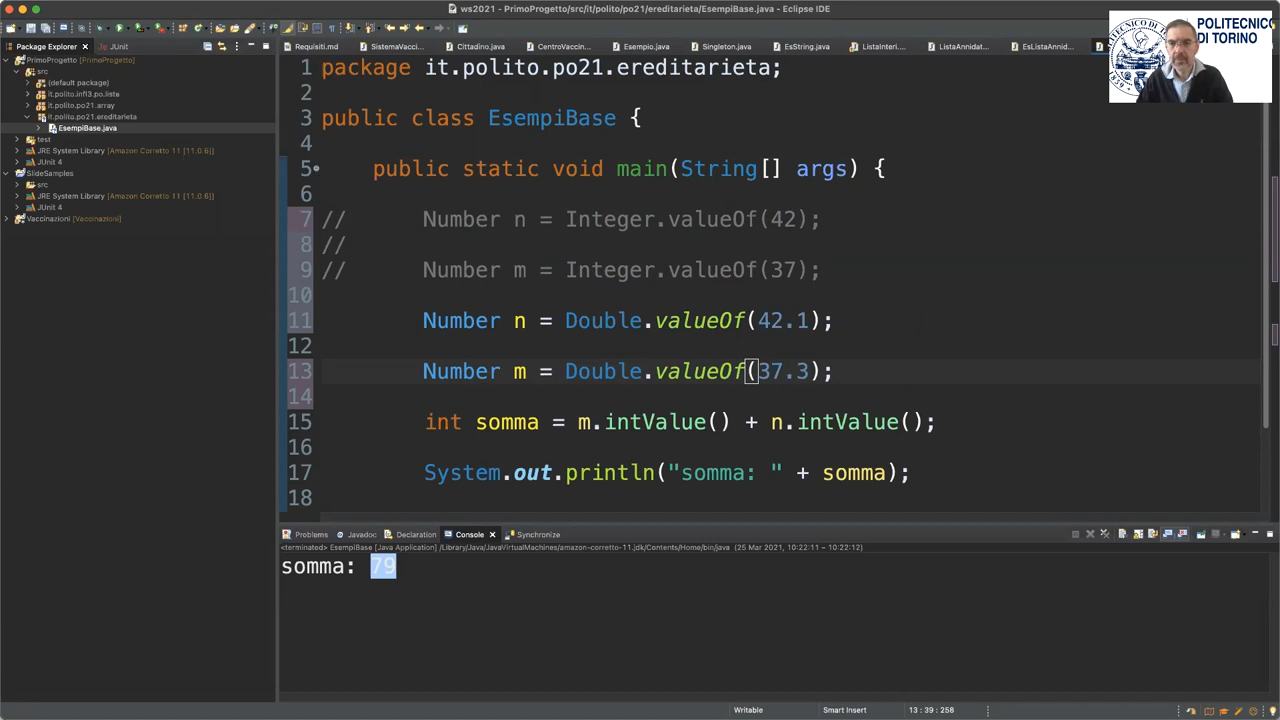 ws2021 - PrimoProgetto/src/it/polito/po21/ereditarieta/EsempiBase.java - Eclipse IDE
POLITECNICO
DI TORINO
Package Explorer
JUnit
Requisiti.md
SistemaVacci...
Cittadino.java
CentroVaccin...
Esempio.java
Singleton.java
EsString.java
ListaInteri....
ListaAnnidat...
EsListaAnnid...
PrimoProgetto [PrimoProgetto]
src
(default package)
it.polito.po21.array
it.polito.po21.ereditarieta
EsempiBase.java
test
JRE System Library [Amazon Corretto 11 [11.0.6]]
JUnit 4
SlideSamples
src
JRE System Library [Amazon Corretto 11 [11.0.6]]
JUnit 4
Vaccinazioni [Vaccinazioni]
1 package it.polito.po21.ereditarieta;
2
3 public class EsempiBase {
4
5 public static void main(String[] args) {
6
7 // Number n = Integer.valueOf(42);
8 //
9 // Number m = Integer.valueOf(37);
10
11 Number n = Double.valueOf(42.1);
12
13 Number m = Double.valueOf(37.3);
14
15 int somma = m.intValue() + n.intValue();
16
17 System.out.println("somma: " + somma);
18
Problems
Javadoc
Declaration
Console
Synchronize
<terminated> EsempiBase [Java Application] /Library/Java/JavaVirtualMachines/amazon-corretto-11.jdk/Contents/Home/bin/java (25 Mar 2021, 10:22:11 – 10:22:12)
somma: 79
Writable
Smart Insert
13 : 39 : 258